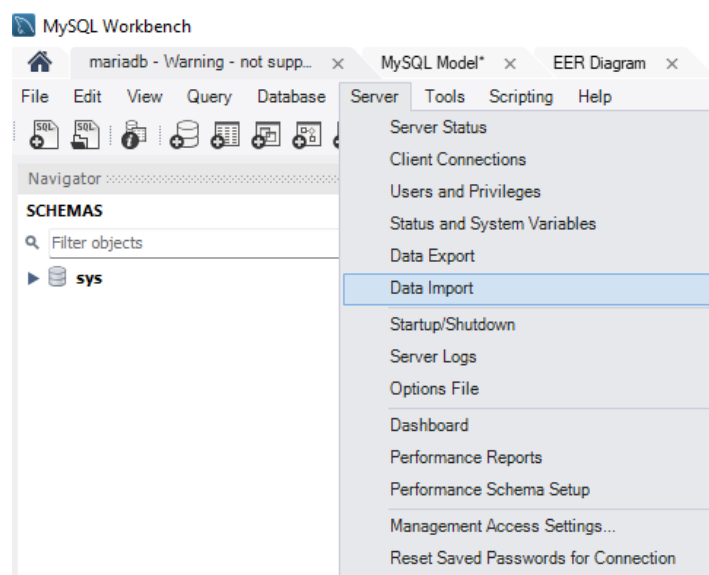 MySQL Workbench
mariadb - Warning - not supp... × MySQL Model* × EER Diagram ×
File Edit View Query Database Server Tools Scripting Help
SQL SQL
Server Status
Client Connections
Users and Privileges
Status and System Variables
Data Export
Data Import
Startup/Shutdown
Server Logs
Options File
Dashboard
Performance Reports
Performance Schema Setup
Management Access Settings...
Reset Saved Passwords for Connection
Navigator
SCHEMAS
Filter objects
sys